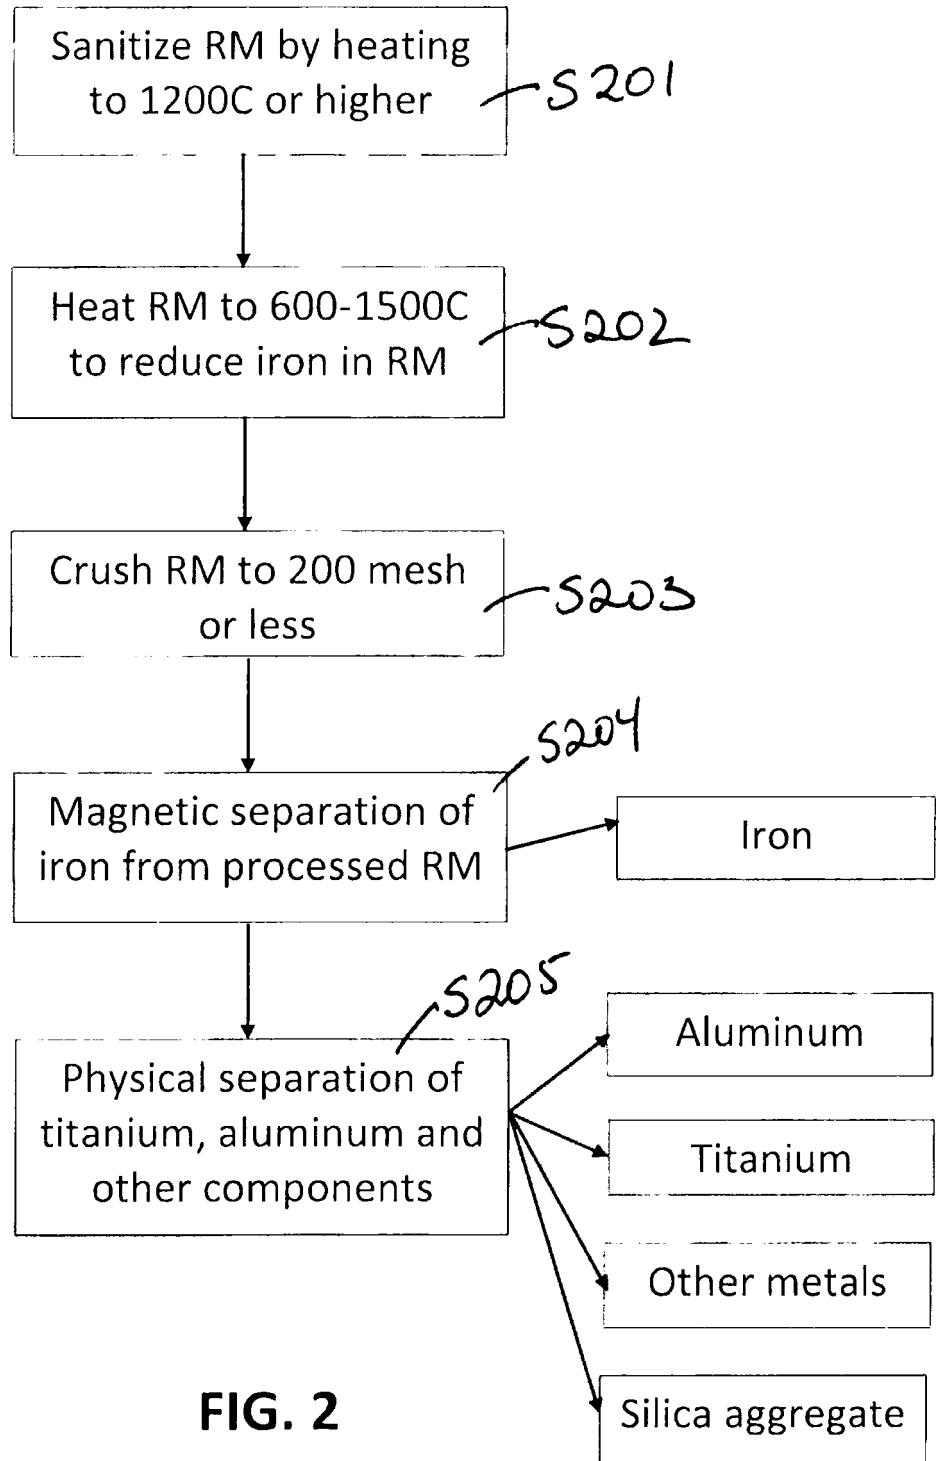 Sanitize RM by heating
to 1200C or higher
S201
Heat RM to 600-1500C
to reduce iron in RM
S202
Crush RM to 200 mesh
or less
S203
S204
Magnetic separation of
iron from processed RM
Iron
S205
Physical separation of
titanium, aluminum and
other components
Aluminum
Titanium
Other metals
Silica aggregate
FIG. 2